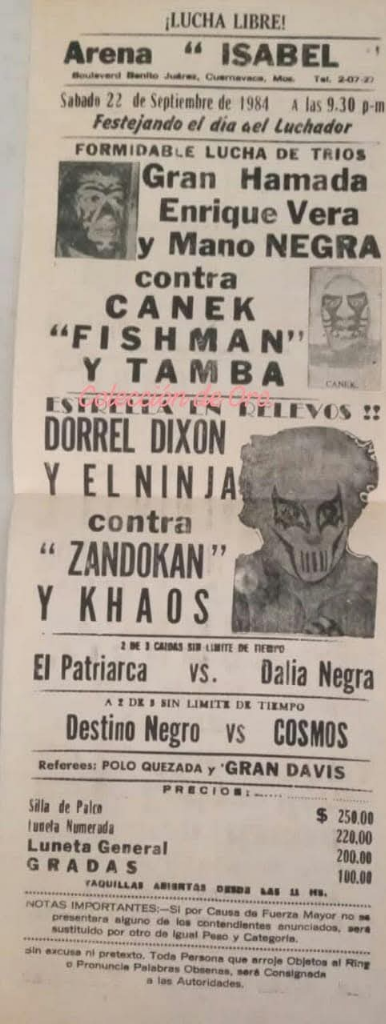 ¡LUCHA LIBRE!
Arena " ISABEL "
Boulevard Benito Juárez, Cuernavaca, Mor. Tel. 2-07-27
Sabado 22 de Septiembre de 1984 A las 9.30 p-m
Festejando el dia del Luchador
FORMIDABLE LUCHA DE TRIOS
Gran Hamada
Enrique Vera
y Mano NEGRA
contra
CANEK
"FISHMAN"
Y TAMBA
CANEK
Colección de Oro
ESTRELLA EN RELEVOS !!
DORREL DIXON
Y EL NINJA
contra
" ZANDOKAN "
Y KHAOS
2 DE 3 CAIDAS SIN LIMITE DE TIEMPO
El Patriarca vs. Dalia Negra
A 2 DE 3 SIN LIMITE DE TIEMPO
Destino Negro vs COSMOS
Referees: POLO QUEZADA y 'GRAN DAVIS
PRECIOS:
Silla de Palco $ 250.00
Luneta Numerada 220.00
Luneta General 200.00
GRADAS 100.00
TAQUILLAS ABIERTAS DESDE LAS 11 HS.
NOTAS IMPORTANTES:—Si por Causa de Fuerza Mayor no se
presentara alguno de los contendientes anunciados, será
sustituido por otro de igual Peso y Categoría.
sin excusa ni pretexto. Toda Persona que arroje Objetos al Ring
o Pronuncie Palabras Obsenas, será Consignada
a las Autoridades.